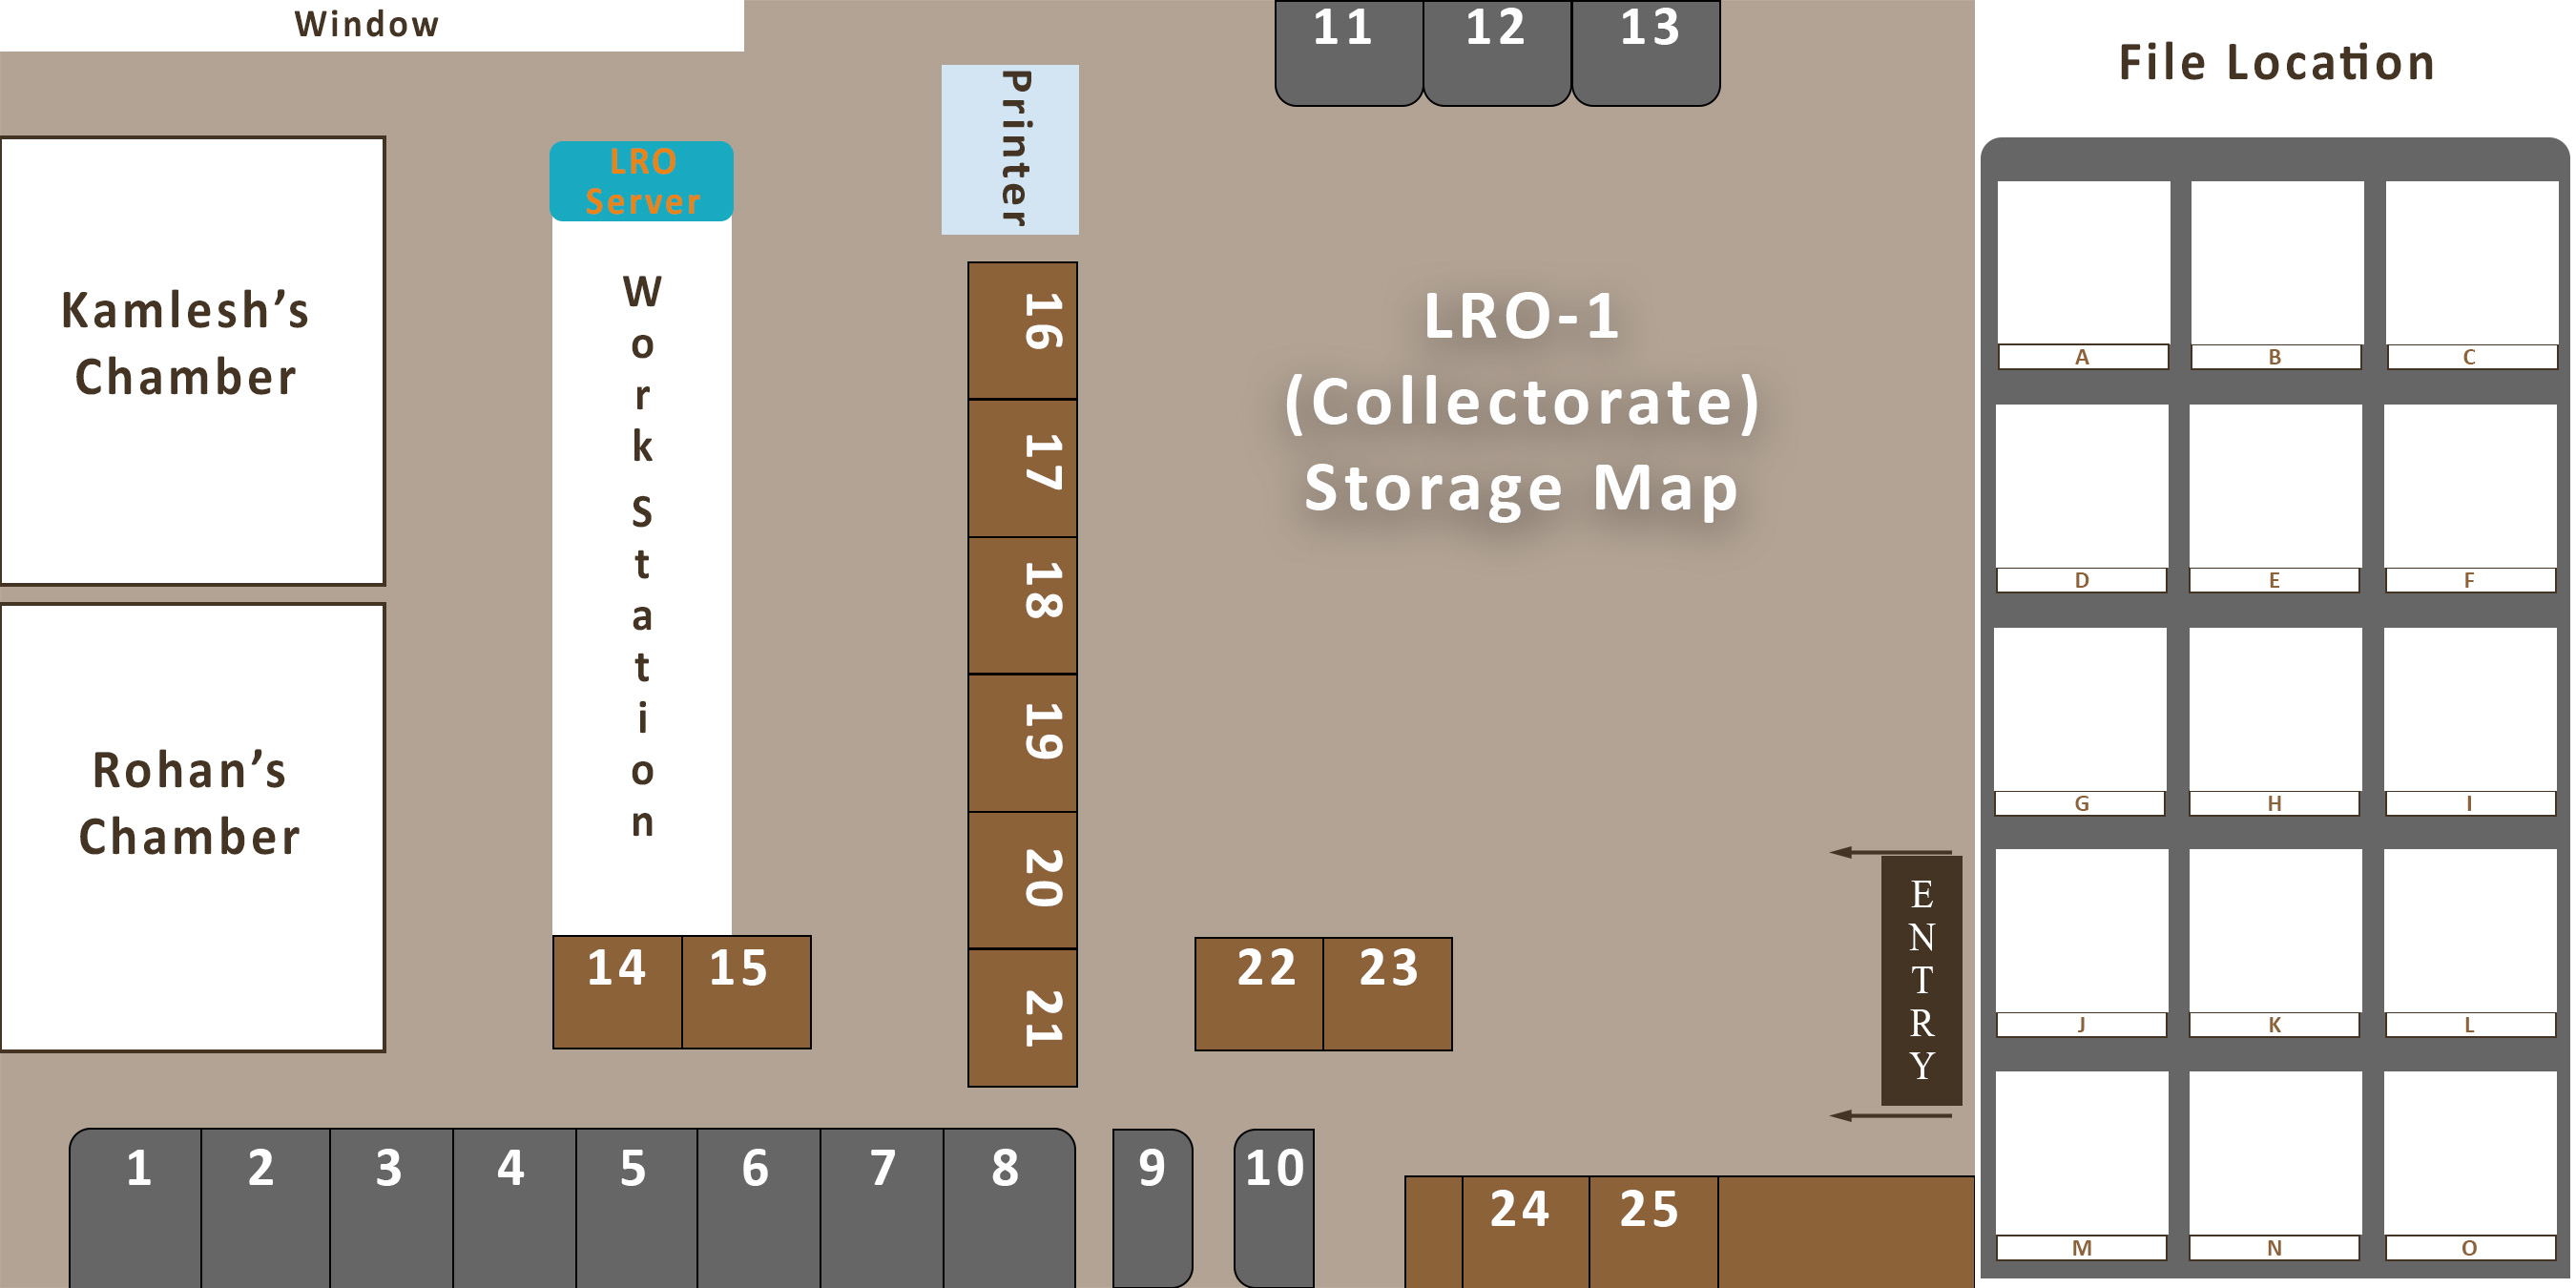 Window
11
12
13
File Location
Printer
LRO
Server
Kamlesh’s
Chamber
Work Station
16
17
18
19
20
21
LRO-1
(Collectorate)
Storage Map
A
B
C
D
E
F
G
H
I
J
K
L
M
N
O
Rohan’s
Chamber
ENTRY
14
15
22
23
1
2
3
4
5
6
7
8
9
10
24
25